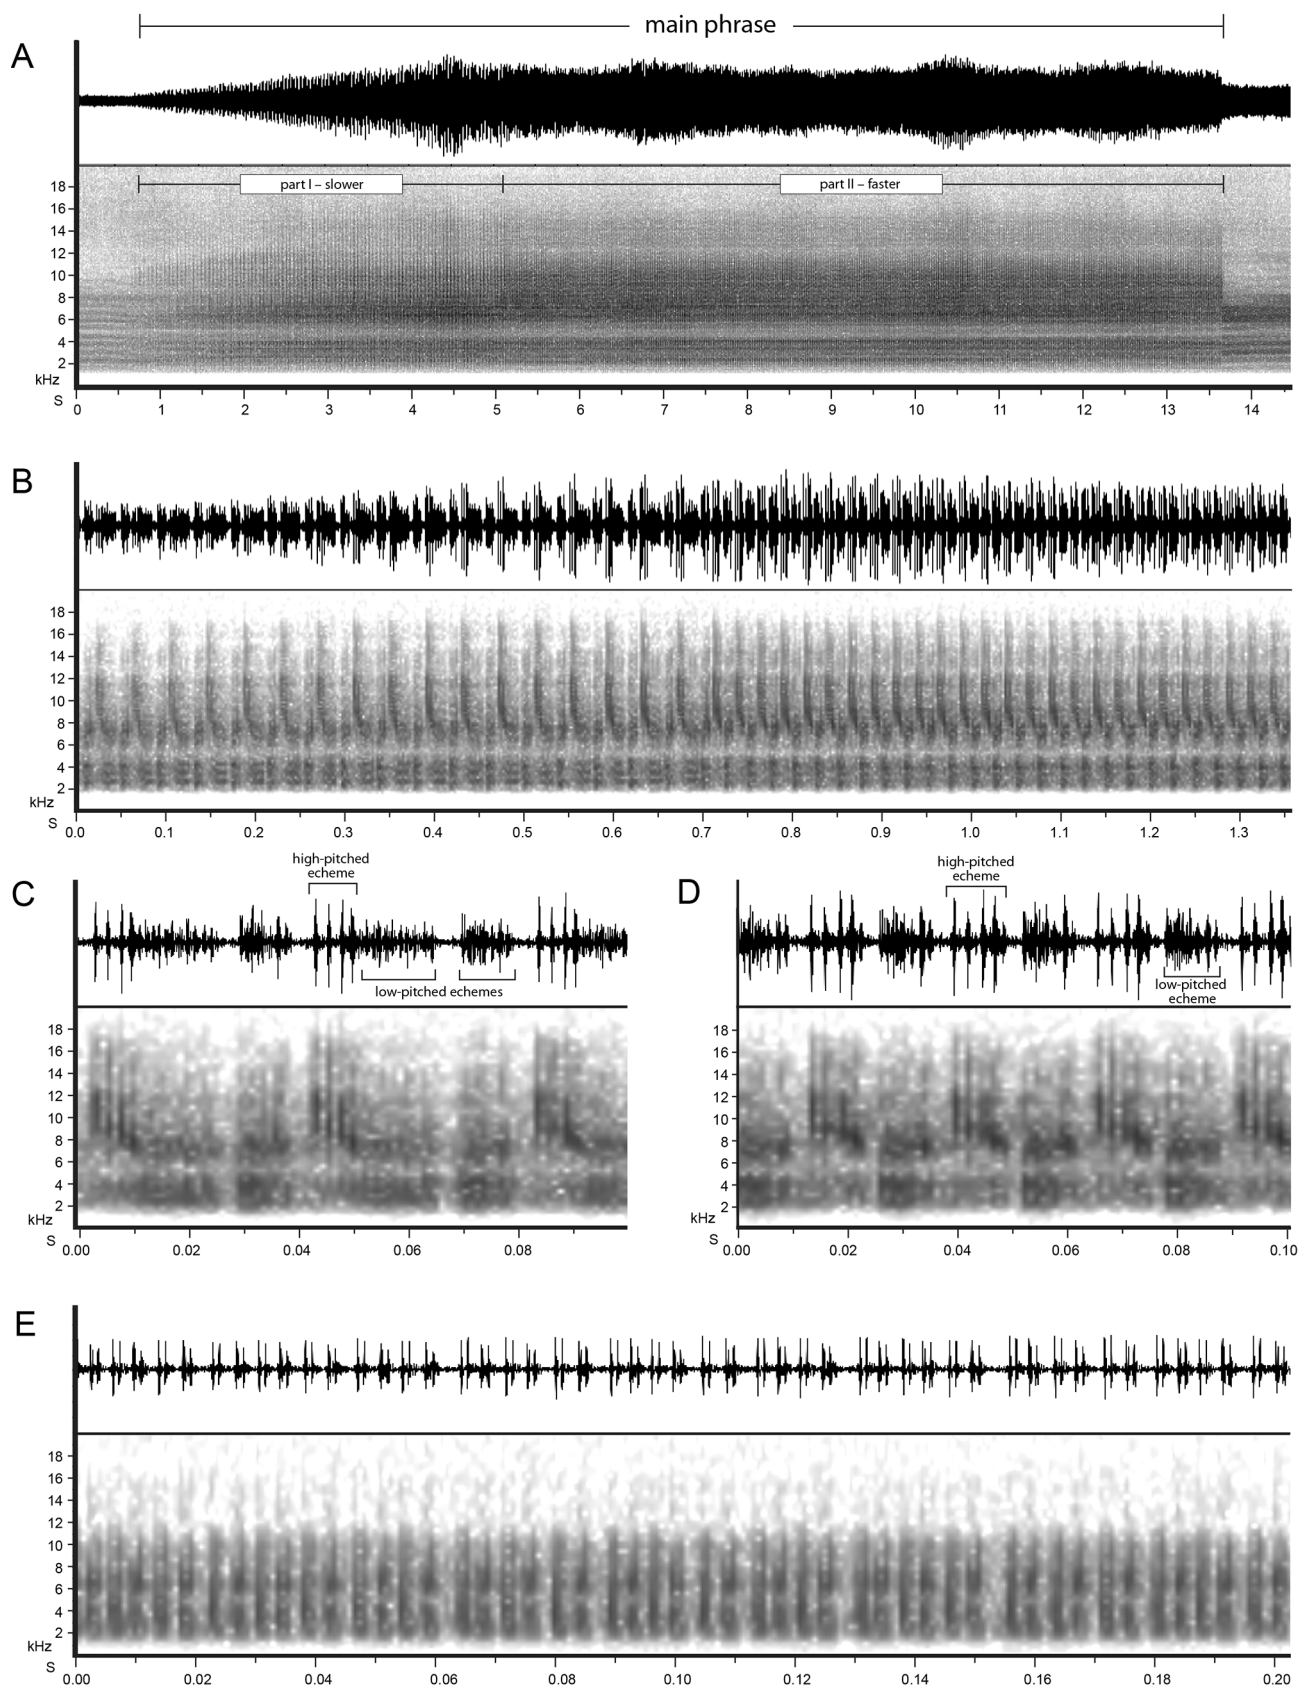 main phrase
A
part I – slower
part II – faster
18
16
14
12
10
8
6
4
2
kHz
S
0 1 2 3 4 5 6 7 8 9 10 11 12 13 14
B
18
16
14
12
10
8
6
4
2
kHz
S
0.0 0.1 0.2 0.3 0.4 0.5 0.6 0.7 0.8 0.9 1.0 1.1 1.2 1.3
C
high-pitched
echeme
low-pitched echemes
18
16
14
12
10
8
6
4
2
kHz
S
0.00 0.02 0.04 0.06 0.08
D
high-pitched
echeme
low-pitched
echeme
18
16
14
12
10
8
6
4
2
kHz
S
0.00 0.02 0.04 0.06 0.08 0.10
E
18
16
14
12
10
8
6
4
2
kHz
S
0.00 0.02 0.04 0.06 0.08 0.10 0.12 0.14 0.16 0.18 0.20